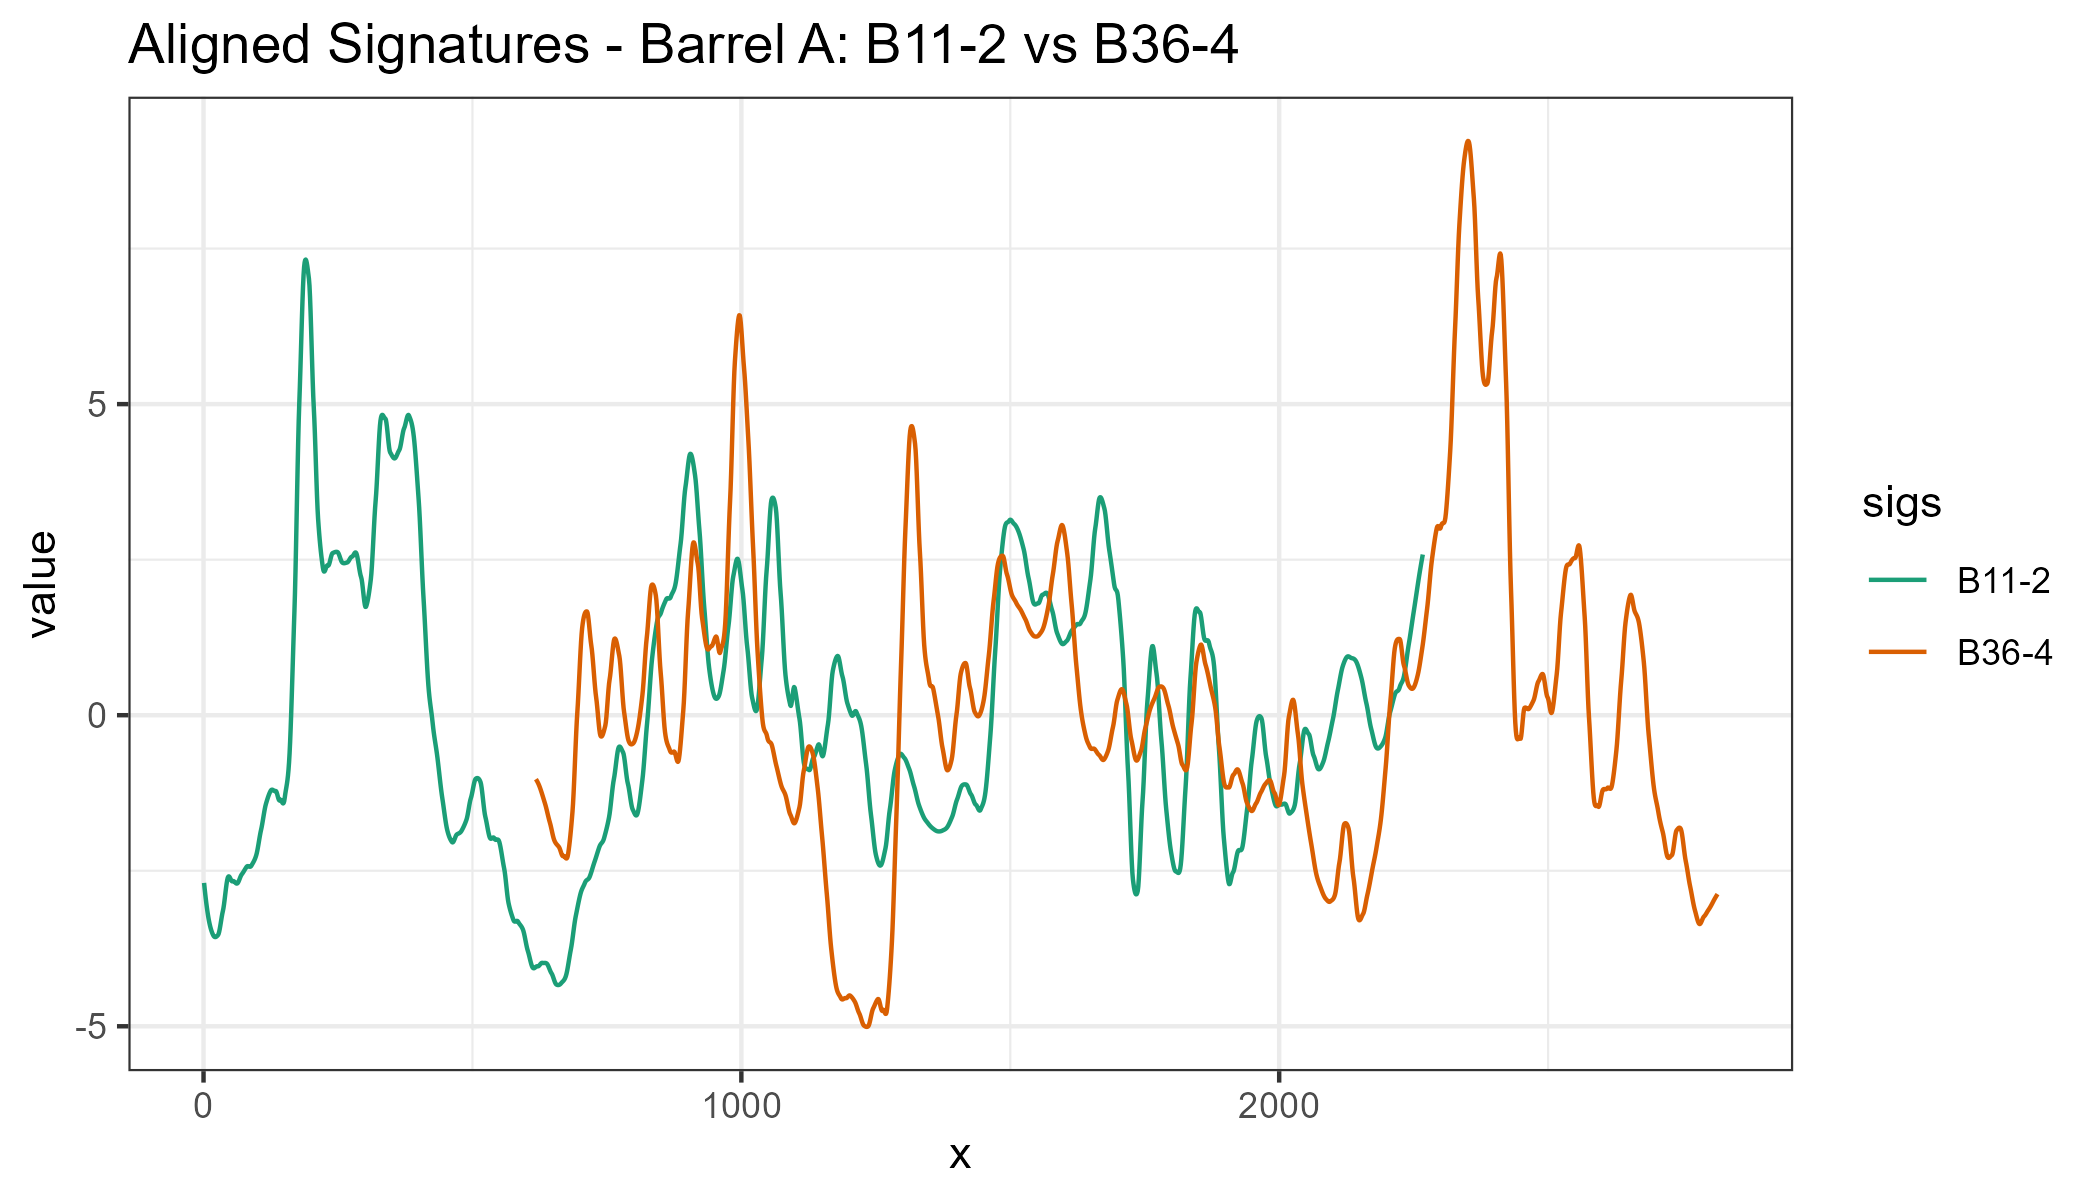 Aligned Signatures - Barrel A: B11-2 vs B36-4
value
5
0
-5
0 1000 2000
x
sigs
B11-2
B36-4